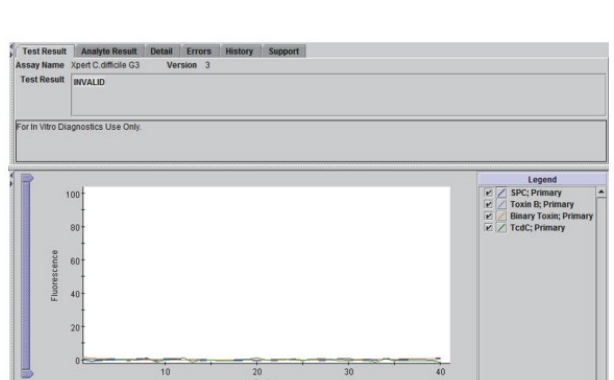 Test Result Analyte Result Detail Errors History Support
Assay Name Xpert C.difficile G3 Version 3
Test Result INVALID
For In Vitro Diagnostics Use Only.
Legend
SPC; Primary
Toxin B; Primary
Binary Toxin; Primary
TcdC; Primary
Fluorescence
100
80
60
40
20
0
10 20 30 40